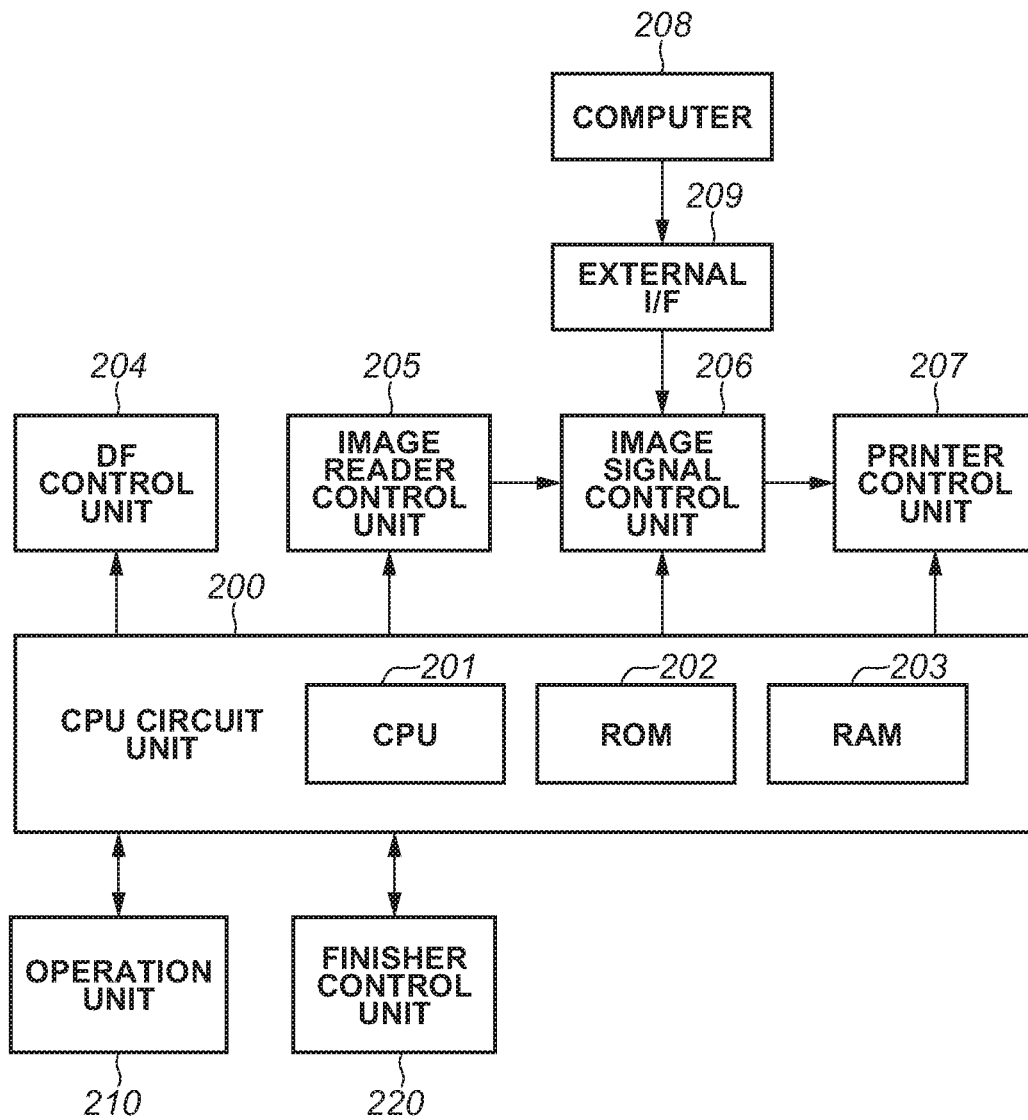 208
COMPUTER
209
EXTERNAL
I/F
204
205
206
207
DF
CONTROL
UNIT
IMAGE
READER
CONTROL
UNIT
IMAGE
SIGNAL
CONTROL
UNIT
PRINTER
CONTROL
UNIT
200
201
202
203
CPU CIRCUIT
UNIT
CPU
ROM
RAM
OPERATION
UNIT
FINISHER
CONTROL
UNIT
210
220